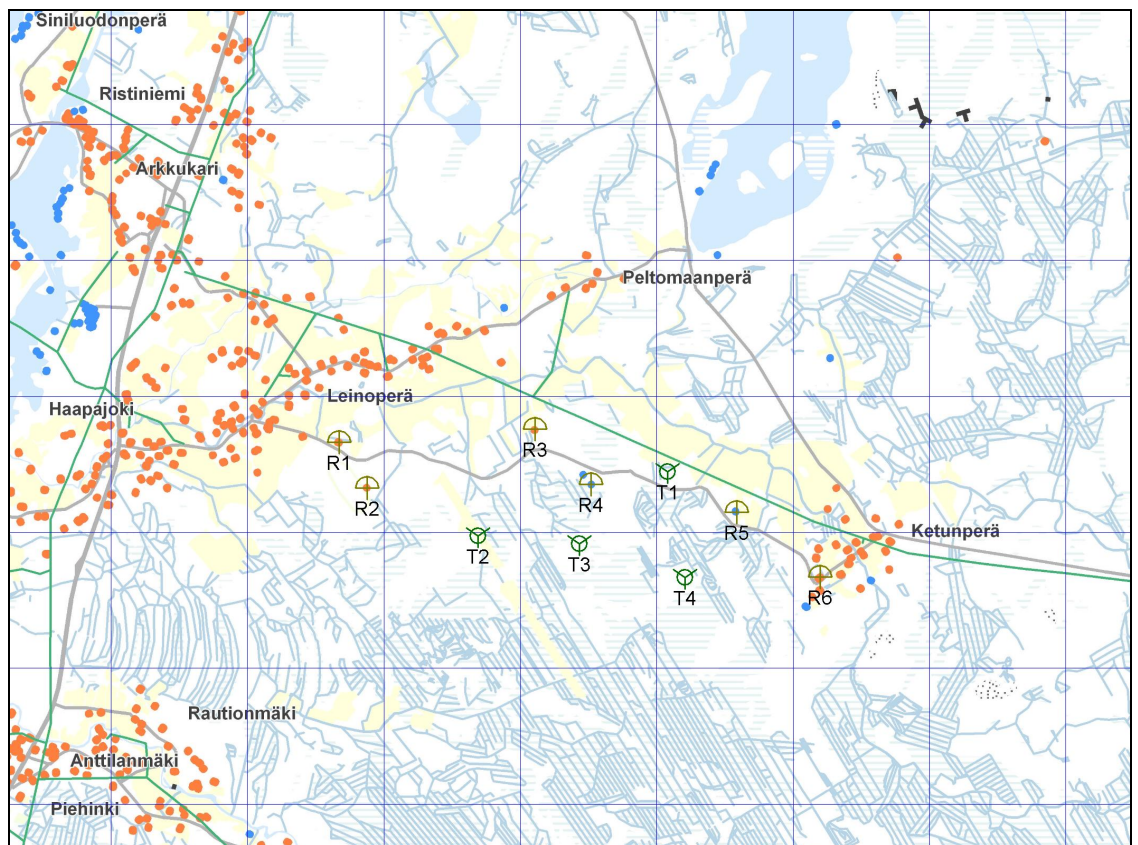 Siniluodonperä
Ristiniemi
Arkkukari
Peltomaanperä
Leinoperä
Haapajoki
R1
R3
R2
R4
T1
R5
Ketunperä
T2
T3
T4
R6
Rautionmäki
Anttilanmäki
Piehinki